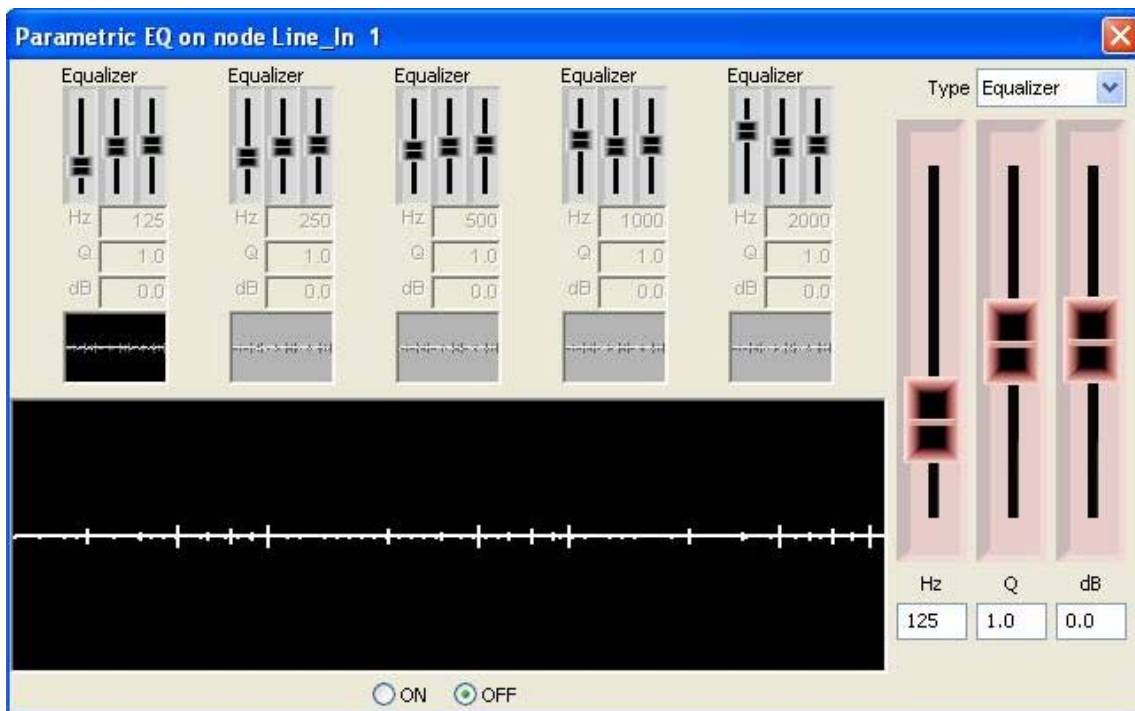 Parametric EQ on node Line_In 1
Equalizer Equalizer Equalizer Equalizer Equalizer
Type Equalizer
Hz 125 Hz 250 Hz 500 Hz 1000 Hz 2000
Q 1.0 Q 1.0 Q 1.0 Q 1.0 Q 1.0
dB 0.0 dB 0.0 dB 0.0 dB 0.0 dB 0.0
Hz Q dB
125 1.0 0.0
ON OFF